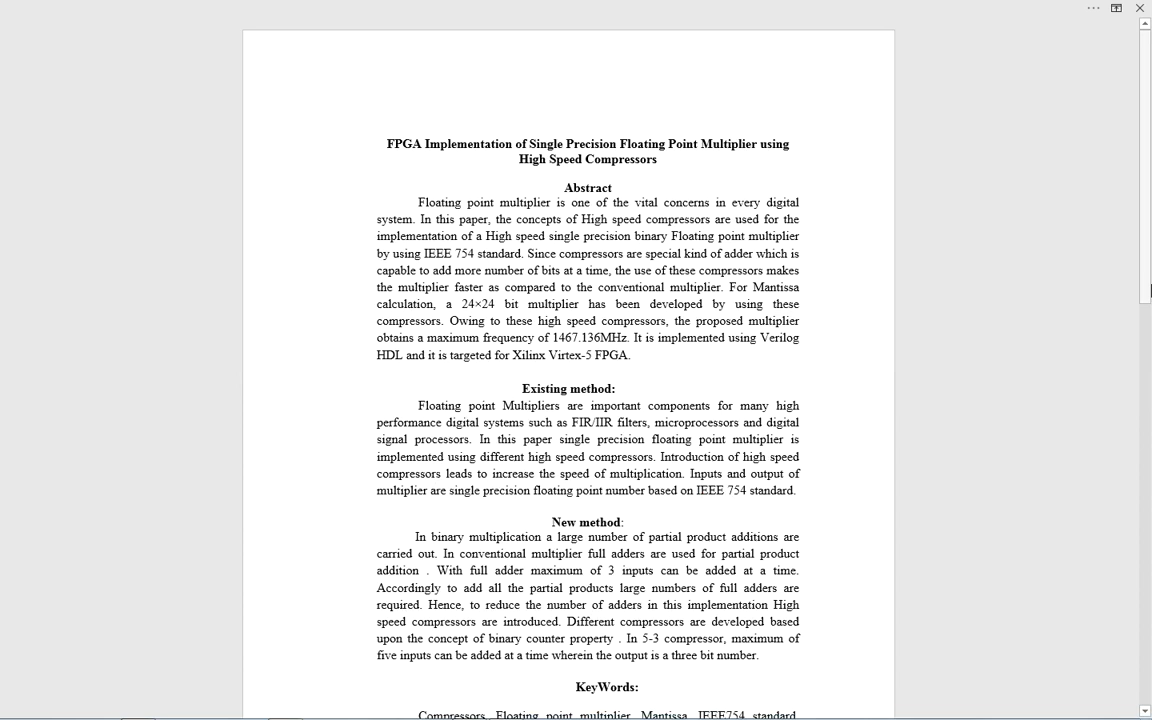 FPGA Implementation of Single Precision Floating Point Multiplier using
High Speed Compressors
Abstract
Floating point multiplier is one of the vital concerns in every digital
system. In this paper, the concepts of High speed compressors are used for the
implementation of a High speed single precision binary Floating point multiplier
by using IEEE 754 standard. Since compressors are special kind of adder which is
capable to add more number of bits at a time, the use of these compressors makes
the multiplier faster as compared to the conventional multiplier. For Mantissa
calculation, a 24×24 bit multiplier has been developed by using these
compressors. Owing to these high speed compressors, the proposed multiplier
obtains a maximum frequency of 1467.136MHz. It is implemented using Verilog
HDL and it is targeted for Xilinx Virtex-5 FPGA.
Existing method:
Floating point Multipliers are important components for many high
performance digital systems such as FIR/IIR filters, microprocessors and digital
signal processors. In this paper single precision floating point multiplier is
implemented using different high speed compressors. Introduction of high speed
compressors leads to increase the speed of multiplication. Inputs and output of
multiplier are single precision floating point number based on IEEE 754 standard.
New method:
In binary multiplication a large number of partial product additions are
carried out. In conventional multiplier full adders are used for partial product
addition . With full adder maximum of 3 inputs can be added at a time.
Accordingly to add all the partial products large numbers of full adders are
required. Hence, to reduce the number of adders in this implementation High
speed compressors are introduced. Different compressors are developed based
upon the concept of binary counter property . In 5-3 compressor, maximum of
five inputs can be added at a time wherein the output is a three bit number.
KeyWords:
Compressors, Floating point multiplier, Mantissa, IEEE754 standard,